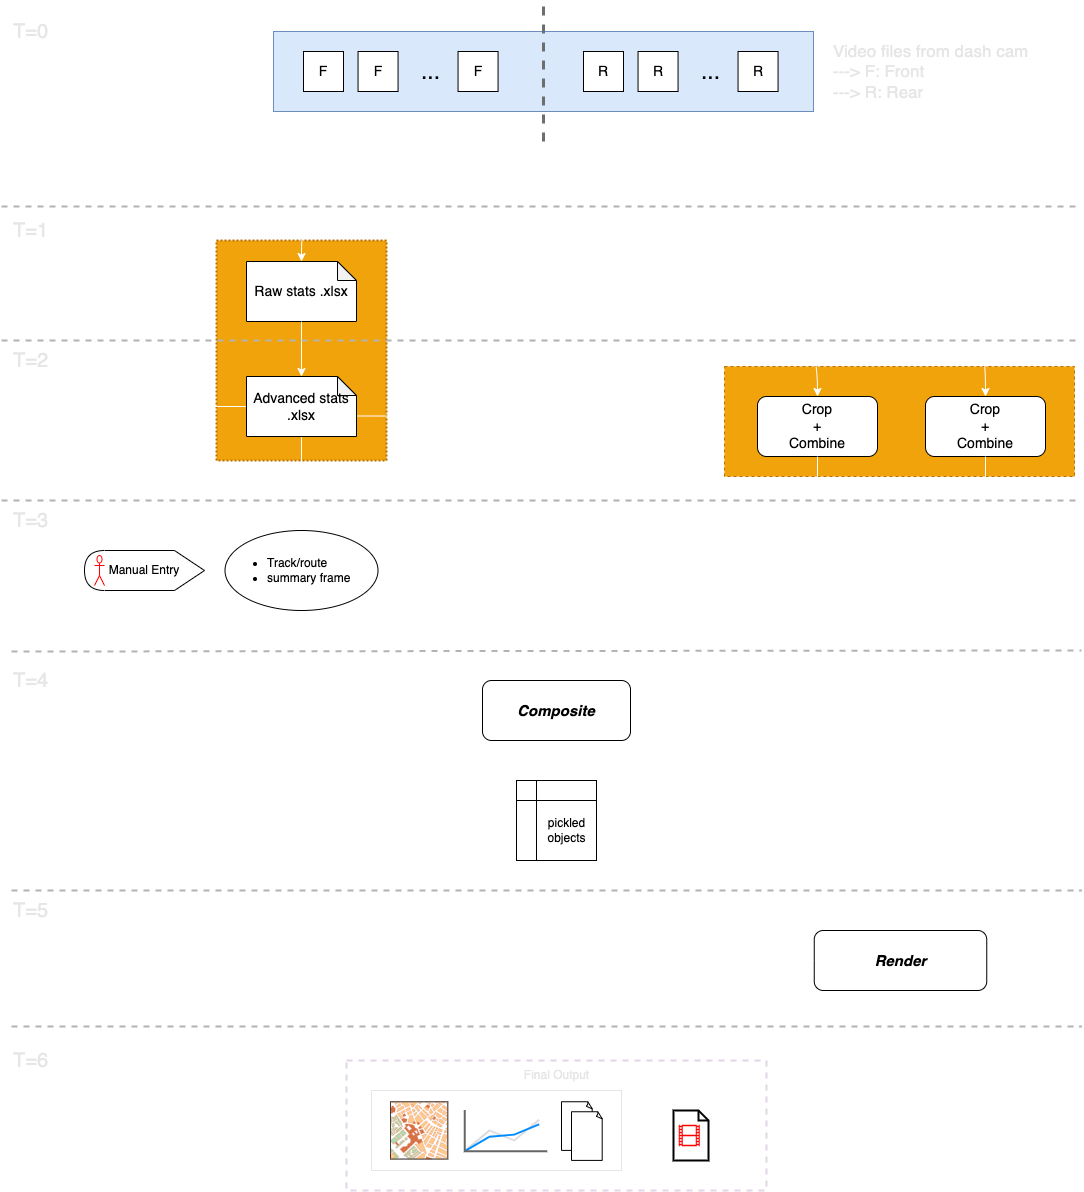 T=0
F
F
...
F
R
R
...
R
Video files from dash cam
---> F: Front
---> R: Rear
T=1
Raw stats .xlsx
T=2
Advanced stats
.xlsx
Crop
+
Combine
Crop
+
Combine
T=3
Manual Entry
Track/route
summary frame
T=4
Composite
pickled
objects
T=5
Render
T=6
Final Output